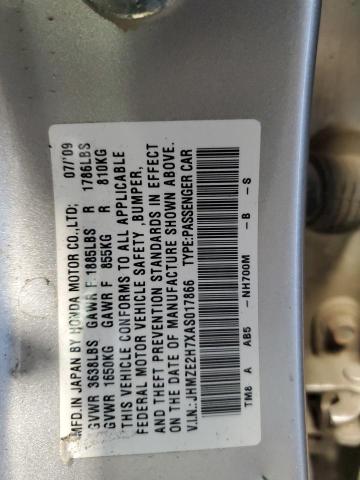 MFD.IN JAPAN BY HONDA MOTOR CO.,LTD; 07/'09
GVWR 3638LBS GAWR F 1885LBS R 1786LBS
GVWR 1650KG GAWR F 855KG R 810KG
THIS VEHICLE CONFORMS TO ALL APPLICABLE
FEDERAL MOTOR VEHICLE SAFETY ,BUMPER,
AND THEFT PREVENTION STANDARDS IN EFFECT
ON THE DATE OF MANUFACTURE SHOWN ABOVE.
V.I.N.:JHMZE2H7XAS017866 TYPE:PASSENGER CAR
TM8 A AB5 -NH700M -B -S